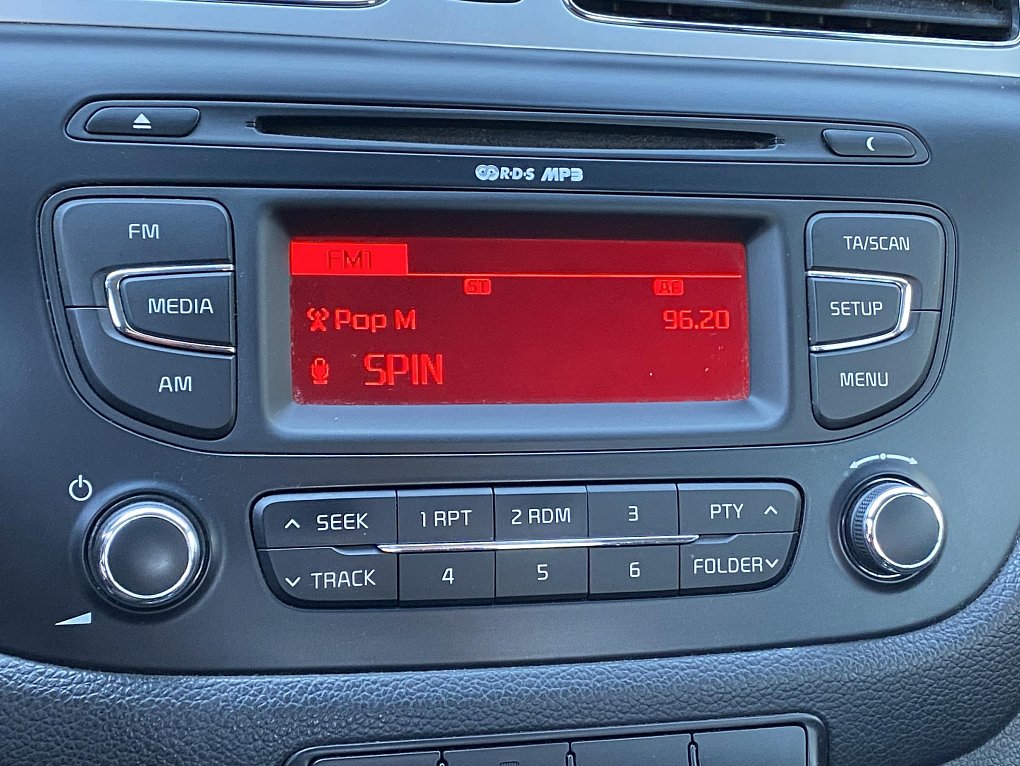 R·D·S MP3
FM
MEDIA
AM
FM1
ST AF
Pop M 96.20
SPIN
TA/SCAN
SETUP
MENU
SEEK 1 RPT 2 RDM 3 PTY
TRACK 4 5 6 FOLDER